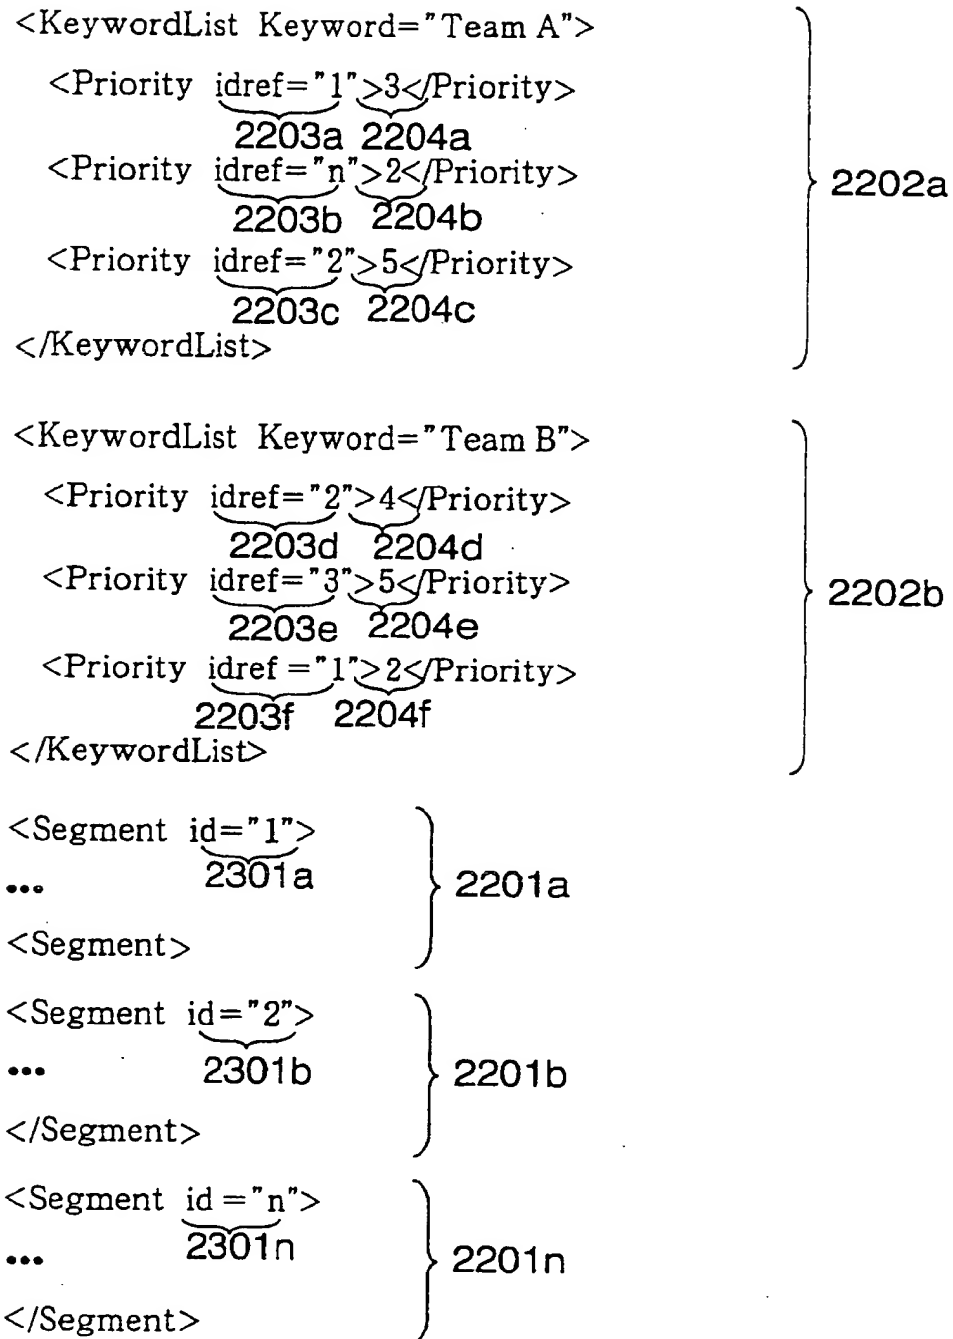 <KeywordList Keyword="Team A">
<Priority idref="1">3</Priority>
2203a 2204a
<Priority idref="n">2</Priority>
2203b 2204b
2202a
<Priority idref="2">5</Priority>
2203c 2204c
</KeywordList>
<KeywordList Keyword="Team B">
<Priority idref="2">4</Priority>
2203d 2204d
<Priority idref="3">5</Priority>
2202b
2203e 2204e
<Priority idref ="1">2</Priority>
2203f 2204f
</KeywordList>
<Segment id="1">
2301a
... 2201a
<Segment>
<Segment id="2">
2301b
... 2201b
</Segment>
<Segment id ="n">
2301n
... 2201n
</Segment>